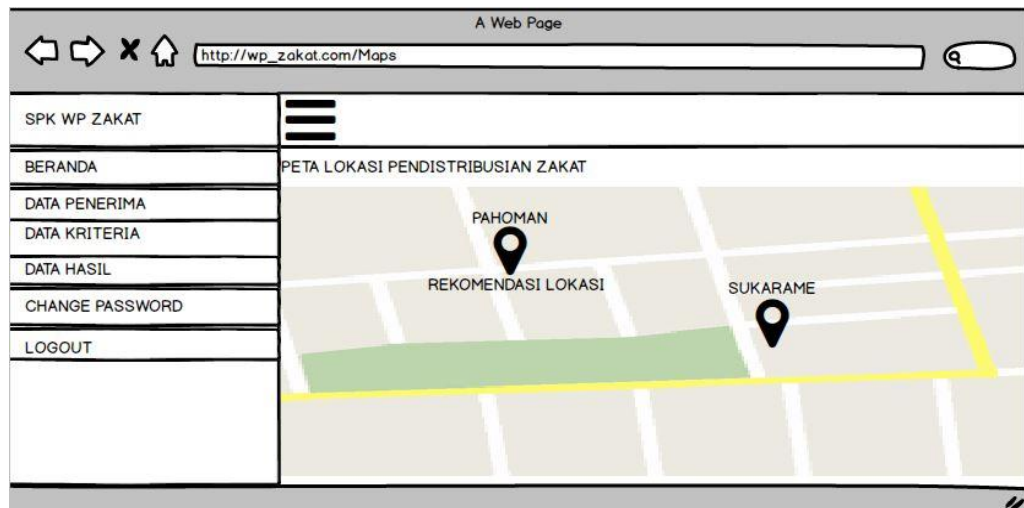 A Web Page
http://wp_zakat.com/Maps
SPK WP ZAKAT
BERANDA
DATA PENERIMA
DATA KRITERIA
DATA HASIL
CHANGE PASSWORD
LOGOUT
PETA LOKASI PENDISTRIBUSIAN ZAKAT
PAHOMAN
REKOMENDASI LOKASI
SUKARAME